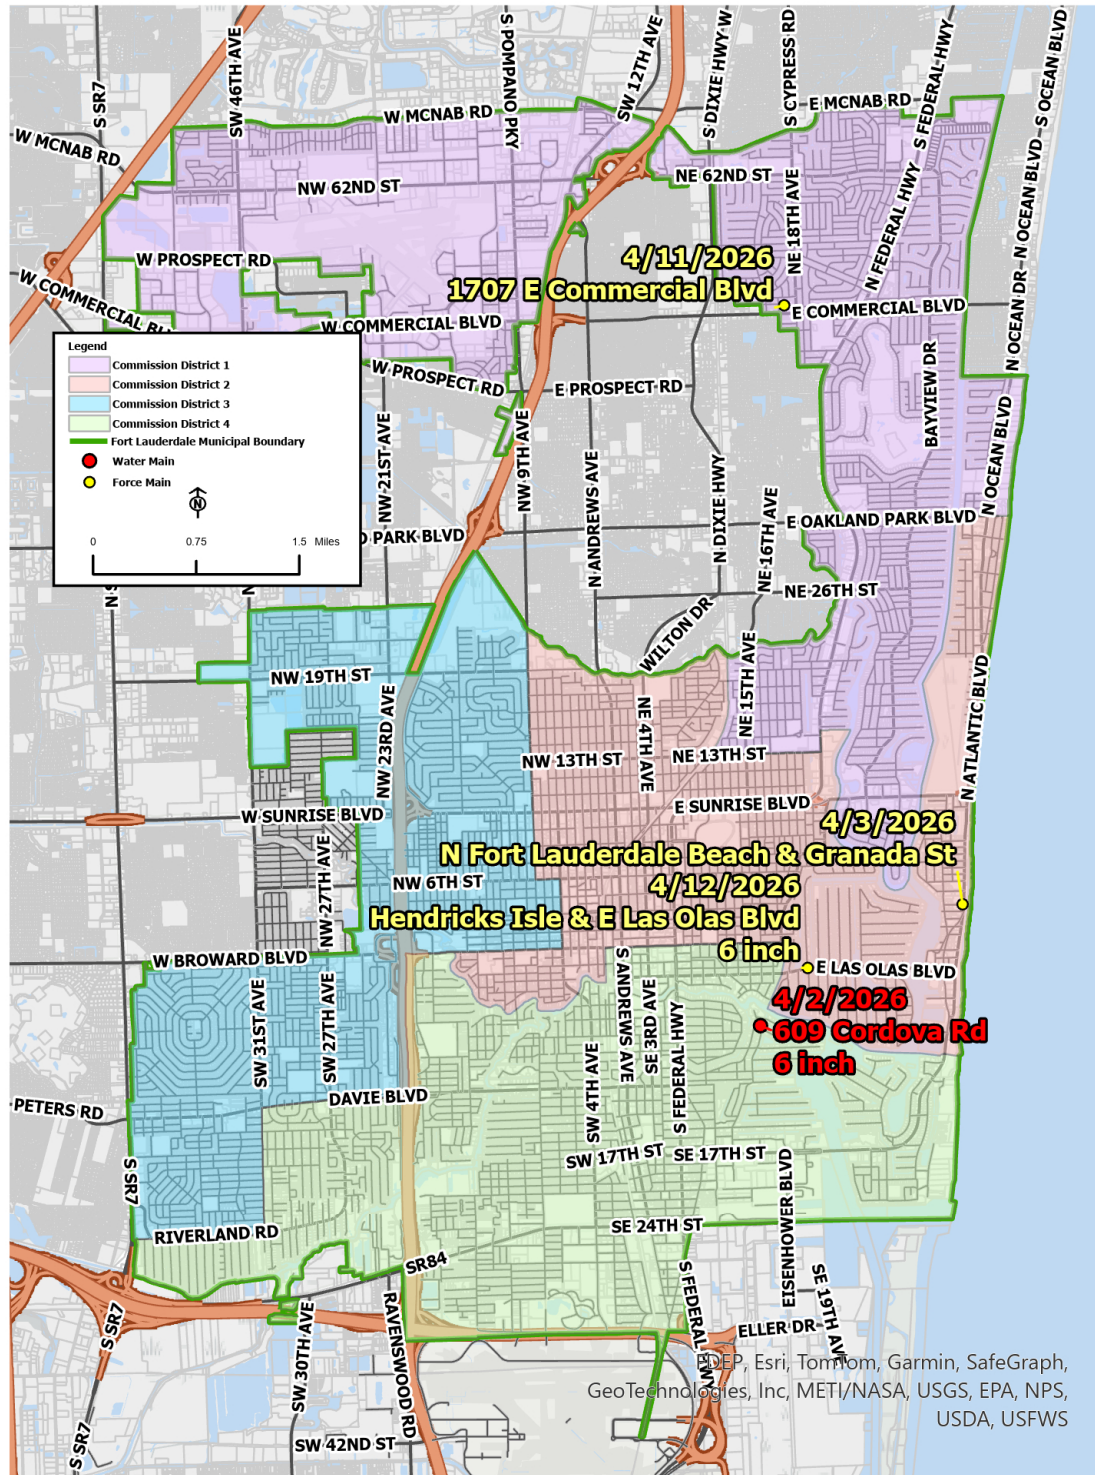 S SR7
SW 46TH AVE
S POMPANO PKY
SW 12TH AVE
S DIXIE HWY W
S CYPRESS RD
S FEDERAL HWY
S OCEAN BLVD
W MCNAB RD
W MCNAB RD
E MCNAB RD
NW 62ND ST
NE 62ND ST
NE 18TH AVE
N FEDERAL HWY
N OCEAN BLVD
N OCEAN DR
W PROSPECT RD
4/11/2026
1707 E Commercial Blvd
W COMMERCIAL
W COMMERCIAL BLVD
E COMMERCIAL BLVD
W PROSPECT RD
E PROSPECT RD
BAYVIEW DR
N OCEAN BLVD
Legend
Commission District 1
Commission District 2
Commission District 3
Commission District 4
Fort Lauderdale Municipal Boundary
Water Main
Force Main
N
0 0.75 1.5 Miles
NW 21ST AVE
NW 9TH AVE
N ANDREWS AVE
N DIXIE HWY
NE 16TH AVE
D PARK BLVD
E OAKLAND PARK BLVD
NE 26TH ST
WILTON DR
NW 19TH ST
NW 23RD AVE
NE 4TH AVE
NE 15TH AVE
N ATLANTIC BLVD
NW 13TH ST
NE 13TH ST
W SUNRISE BLVD
E SUNRISE BLVD
4/3/2026
N Fort Lauderdale Beach & Granada St
NW 27TH AVE
NW 6TH ST
4/12/2026
Hendricks Isle & E Las Olas Blvd
6 inch
W BROWARD BLVD
E LAS OLAS BLVD
SW 31ST AVE
SW 27TH AVE
S ANDREWS AVE
SE 3RD AVE
S FEDERAL HWY
4/2/2026
609 Cordova Rd
6 inch
PETERS RD
DAVIE BLVD
SW 4TH AVE
SW 17TH ST
SE 17TH ST
S SR7
EISENHOWER BLVD
RIVERLAND RD
SE 24TH ST
SR84
S SR7
SW 30TH AVE
RAVENSWOOD RD
S FEDERAL HWY
SE 19TH AVE
ELLER DR
S SR7
SW 42ND ST
FDEP, Esri, TomTom, Garmin, SafeGraph,
GeoTechnologies, Inc, METI/NASA, USGS, EPA, NPS,
USDA, USFWS